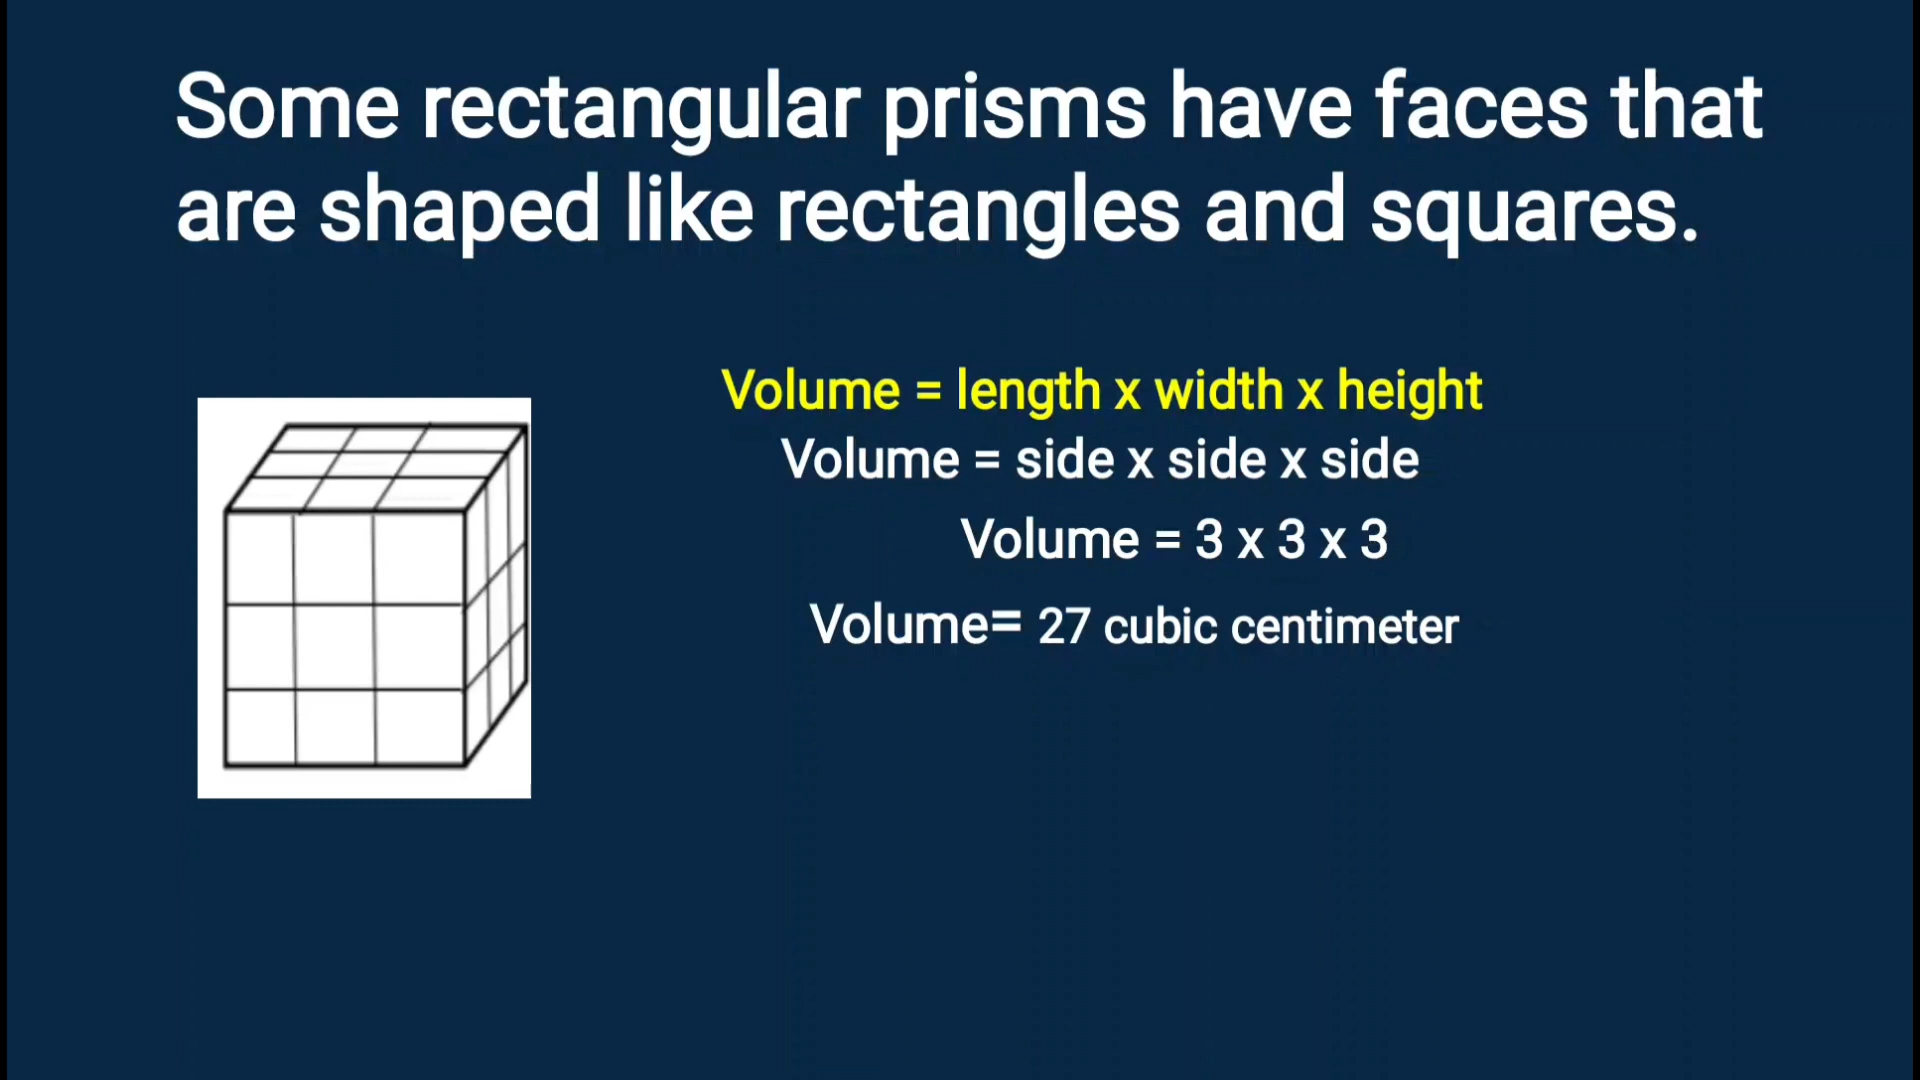 Some rectangular prisms have faces that
are shaped like rectangles and squares.
Volume = length x width x height
Volume = side x side x side
Volume = 3 x 3 x 3
Volume= 27 cubic centimeter